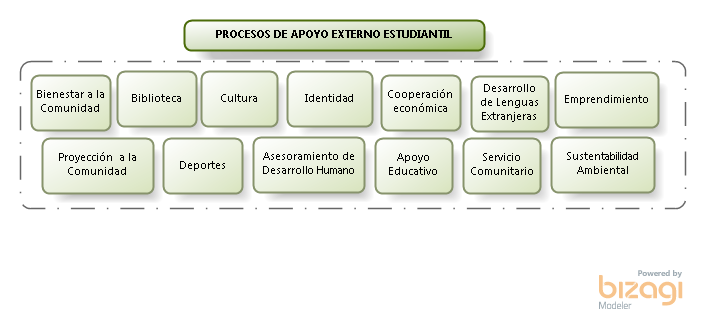 PROCESOS DE APOYO EXTERNO ESTUDIANTIL
Bienestar a la
Comunidad
Biblioteca
Cultura
Identidad
Cooperación
económica
Desarrollo
de Lenguas
Extranjeras
Emprendimiento
Proyección a la
Comunidad
Deportes
Asesoramiento de
Desarrollo Humano
Apoyo
Educativo
Servicio
Comunitario
Sustentabilidad
Ambiental
Powered by
bizagi
Modeler